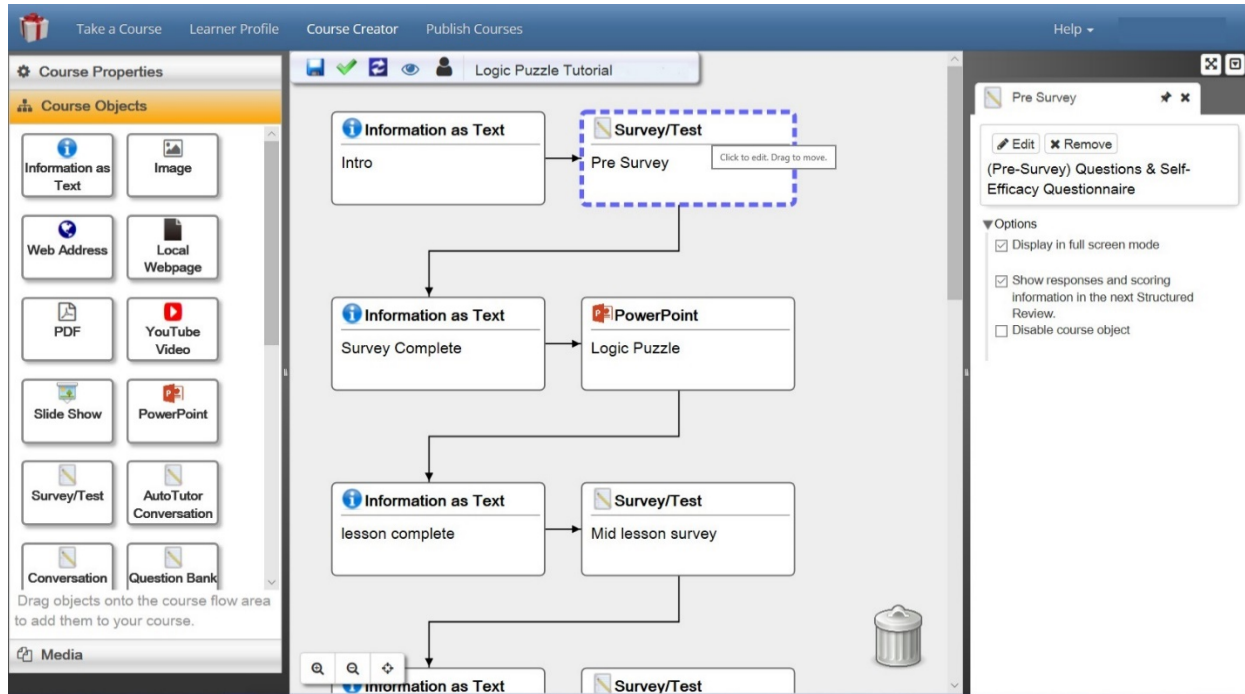 Take a Course
Learner Profile
Course Creator
Publish Courses
Help
Course Properties
Course Objects
Information as
Text
Image
Web Address
Local
Webpage
PDF
YouTube
Video
Slide Show
PowerPoint
Survey/Test
AutoTutor
Conversation
Conversation
Question Bank
Drag objects onto the course flow area
to add them to your course.
Media
Logic Puzzle Tutorial
Information as Text
Intro
Survey/Test
Pre Survey
Click to edit. Drag to move.
Information as Text
Survey Complete
PowerPoint
Logic Puzzle
Information as Text
lesson complete
Survey/Test
Mid lesson survey
Information as Text
Survey/Test
Pre Survey
Edit
Remove
(Pre-Survey) Questions & Self-
Efficacy Questionnaire
Options
Display in full screen mode
Show responses and scoring
information in the next Structured
Review.
Disable course object